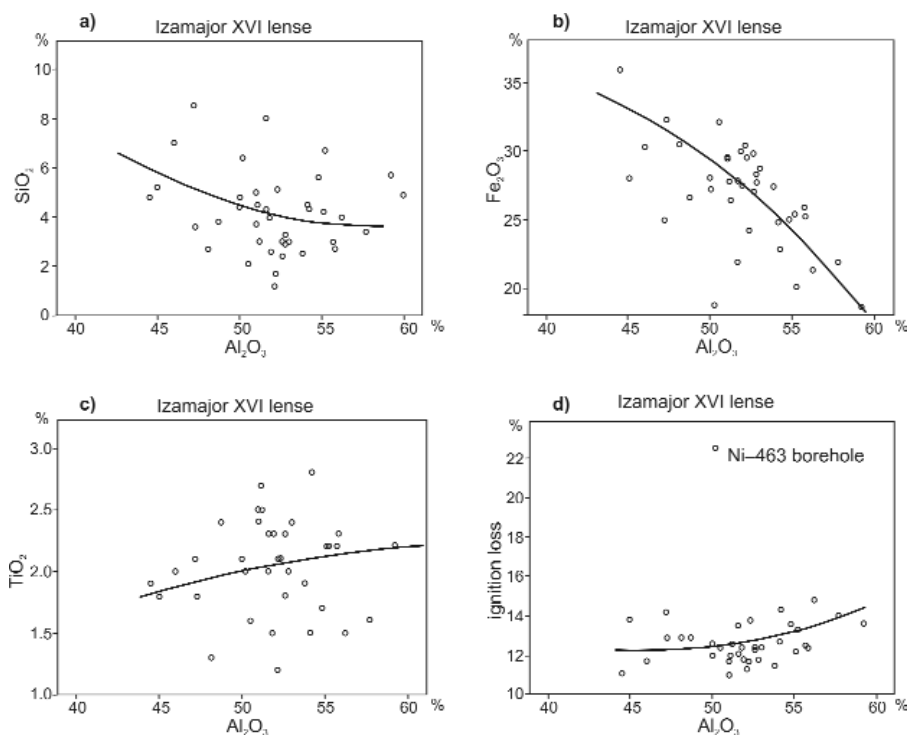 a) Izamajor XVI lense
%
10
8
6
4
2
0
SiO₂
40 45 50 55 60 %
Al₂O₃
b) Izamajor XVI lense
%
35
30
25
20
Fe₂O₃
40 45 50 55 60 %
Al₂O₃
c) Izamajor XVI lense
%
3.0
2.5
2.0
1.5
1.0
TiO₂
40 45 50 55 60 %
Al₂O₃
d) Izamajor XVI lense
%
22
20
18
16
14
12
10
ignition loss
Ni–463 borehole
40 45 50 55 60 %
Al₂O₃